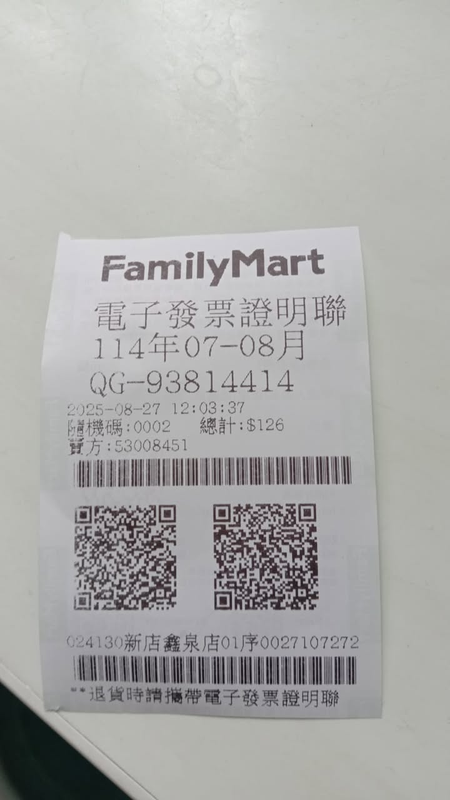 FamilyMart
電子發票證明聯
114年07-08月
QG-93814414
2025-08-27 12:03:37
隨機碼:0002 總計:$126
賣方:53008451
024130新店鑫泉店01序0027107272
**退貨時請攜帶電子發票證明聯